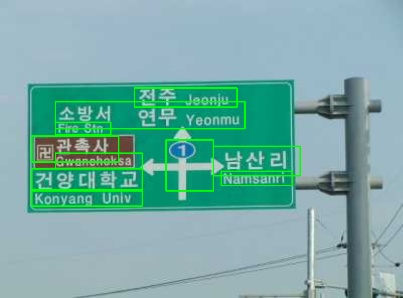 전주 Jeonju
연무 Yeonmu
소방서
Fire Stn
卍 관촉사
Gwanchoksa
건양대학교
Konyang Univ
1
남산리
Namsanri